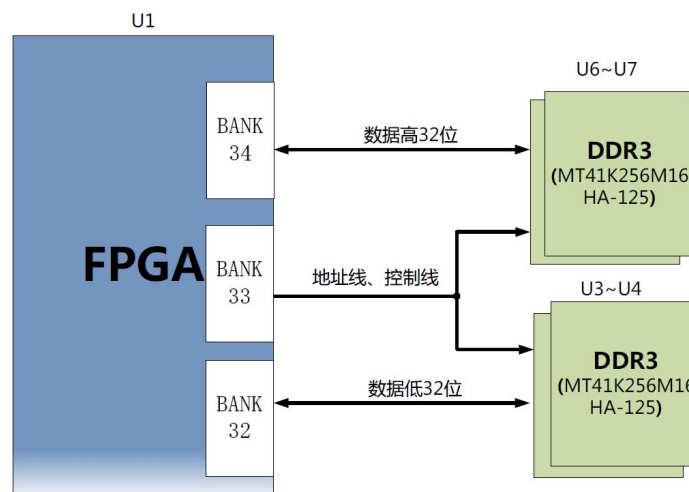 U1
FPGA
BANK
34
BANK
33
BANK
32
数据高32位
地址线、控制线
数据低32位
U6~U7
DDR3
(MT41K256M16
HA-125)
U3~U4
DDR3
(MT41K256M16
HA-125)